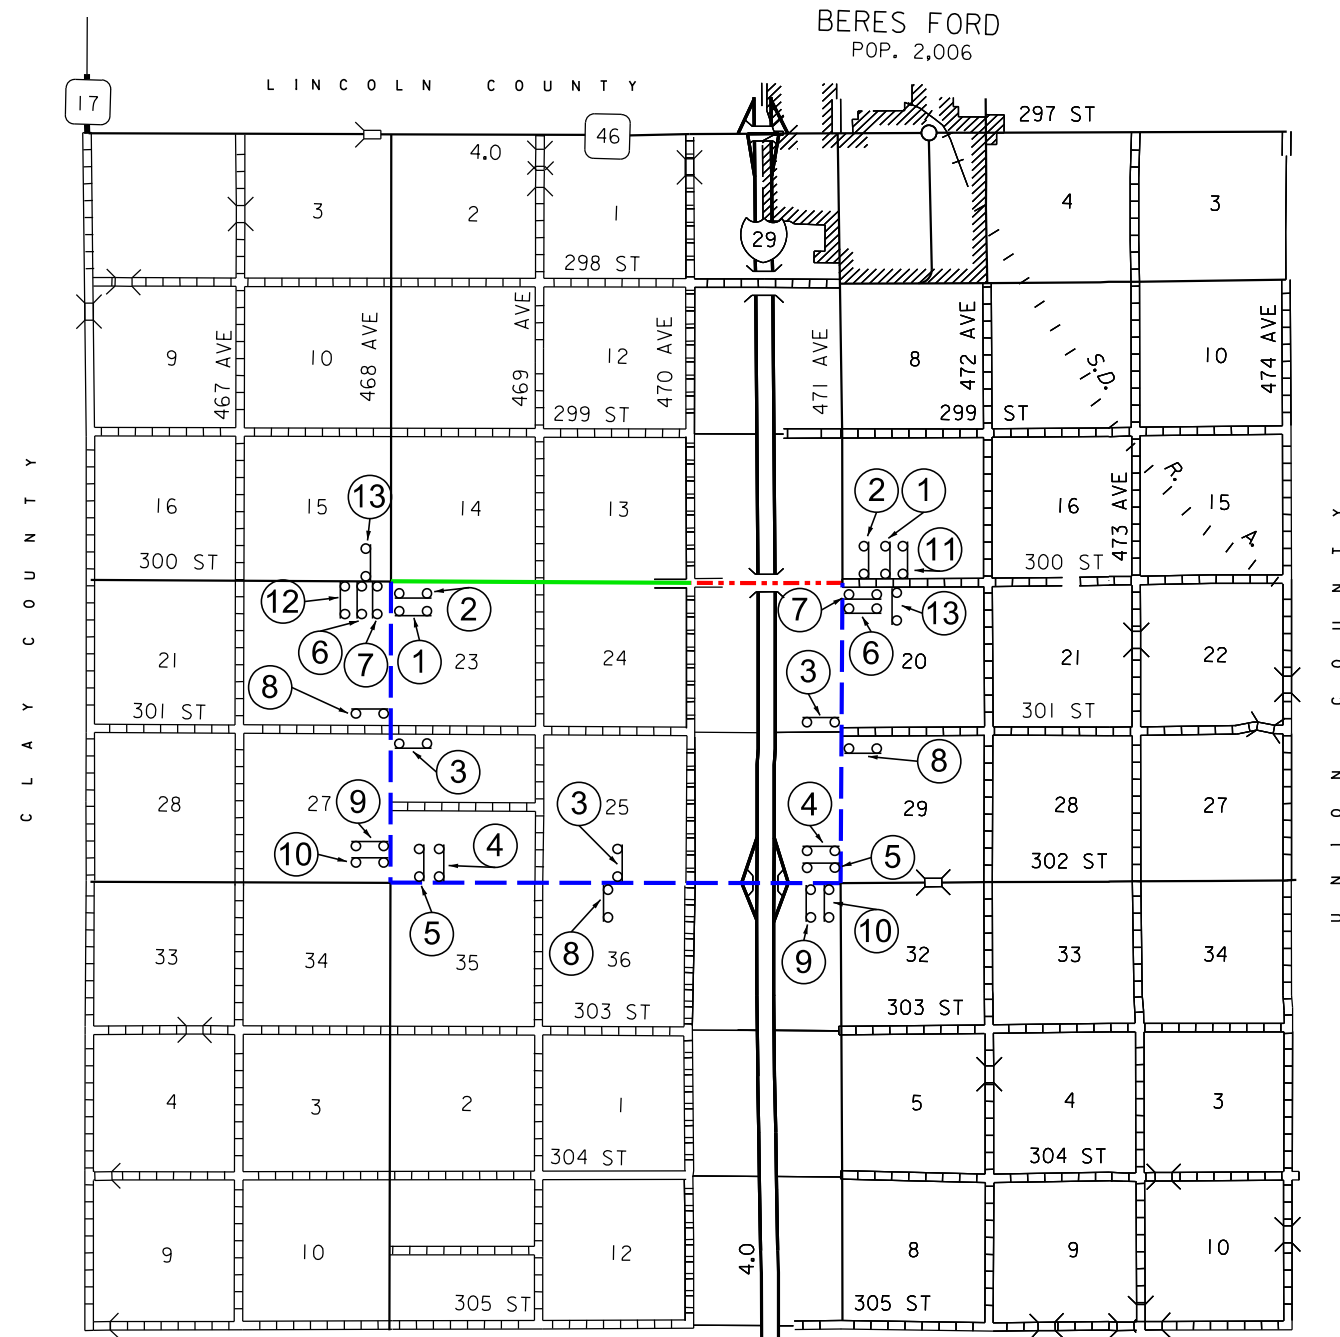 BERES FORD
POP. 2,006
LINCOLN COUNTY
297 ST
17
46
4.0
3
2
1
4
3
29
298 ST
9
467 AVE
10
468 AVE
469 AVE
12
470 AVE
471 AVE
8
472 AVE
S.D.
10
474 AVE
299 ST
299 ST
16
15
13
14
13
2
1
11
16
473 AVE
R.
15
A.
300 ST
300 ST
CLAY COUNTY
UNION COUNTY
12
6
7
1
2
7
6
13
21
23
24
20
21
22
8
3
301 ST
301 ST
3
8
28
27
9
3
25
4
29
28
27
10
4
5
302 ST
5
8
9
10
33
34
35
36
32
33
34
303 ST
303 ST
4
3
2
1
5
4
3
304 ST
304 ST
9
10
12
4.0
8
9
10
305 ST
305 ST